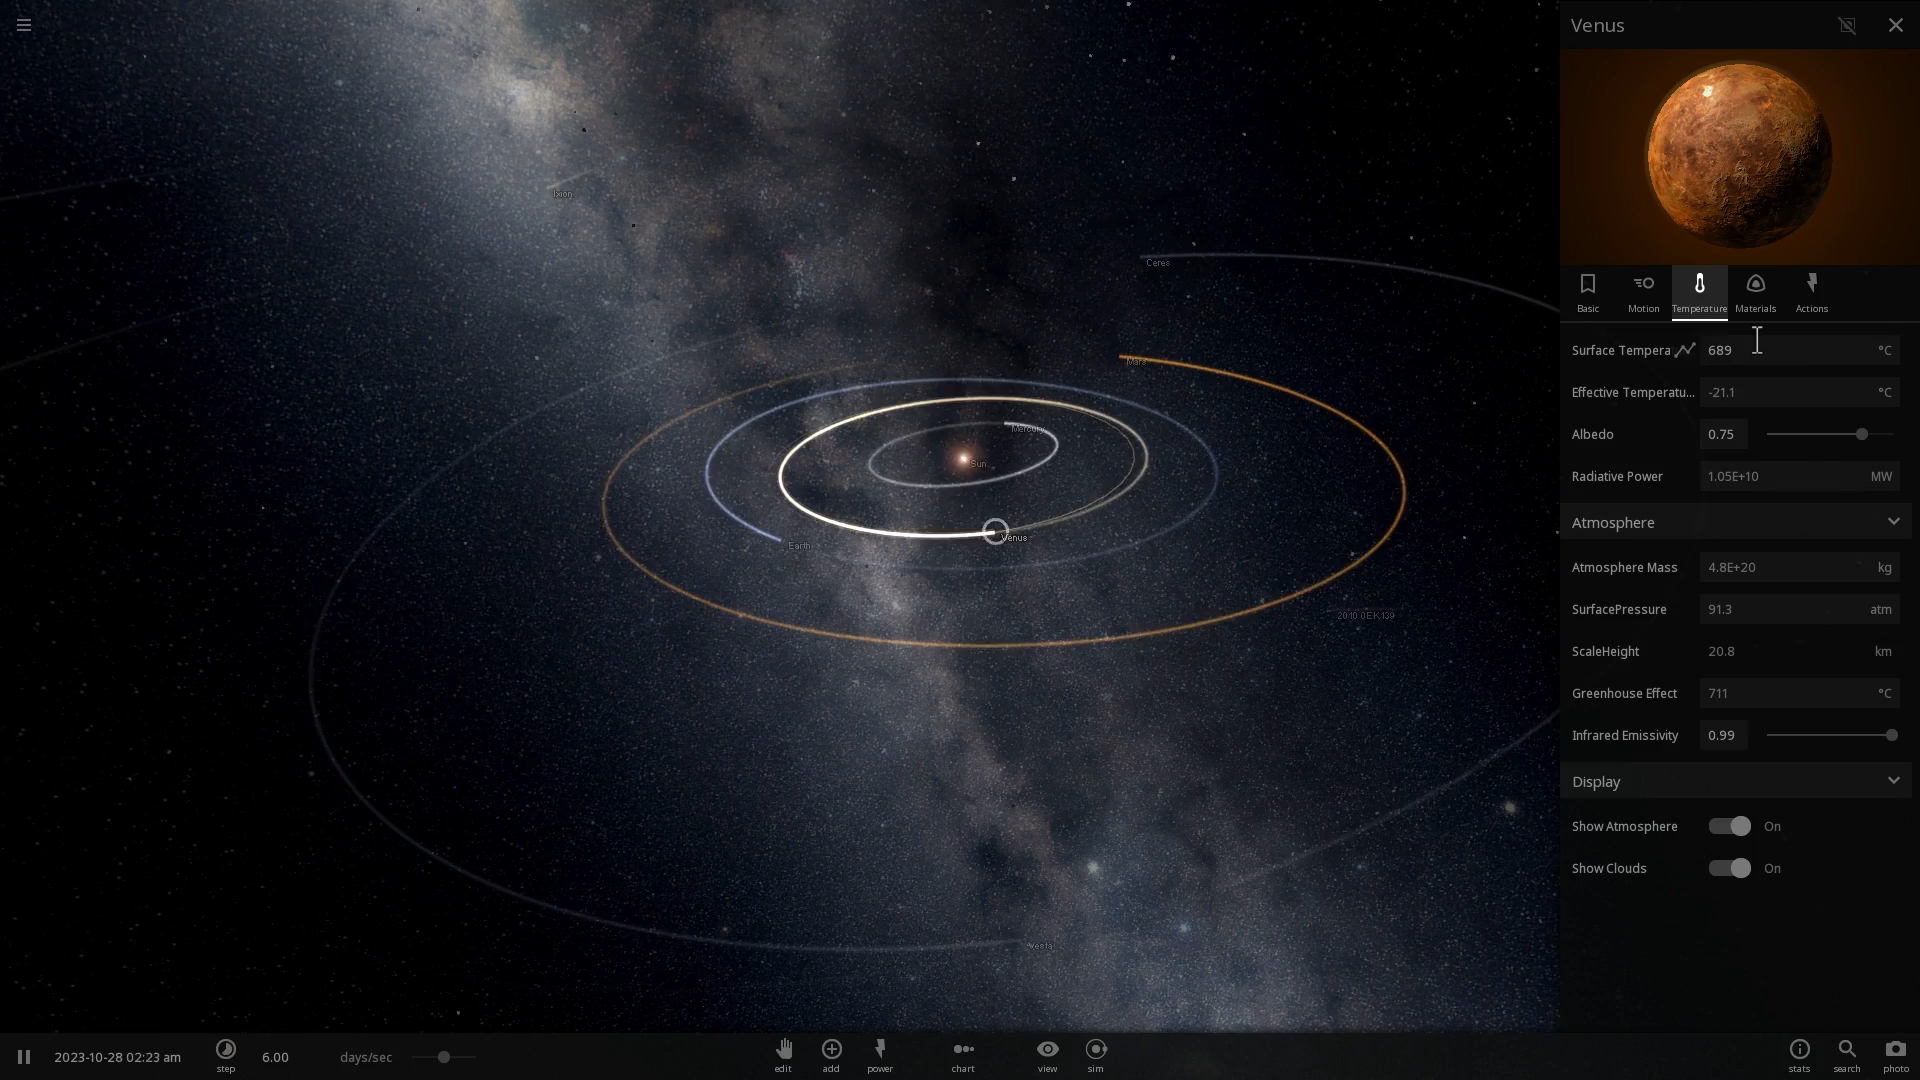 Venus
Basic
Motion
Temperature
Materials
Actions
Surface Tempera
689
°C
Effective Temperatu...
-21.1
°C
Albedo
0.75
Radiative Power
1.05E+10
MW
Atmosphere
Atmosphere Mass
4.8E+20
kg
SurfacePressure
91.3
atm
ScaleHeight
20.8
km
Greenhouse Effect
711
°C
Infrared Emissivity
0.99
Display
Show Atmosphere
On
Show Clouds
On
Ixion
Ceres
Mars
Mercury
Sun
Venus
Earth
2010 OEK139
Vesta
2023-10-28 02:23 am
step
6.00
days/sec
edit
add
power
chart
view
sim
stats
search
photo